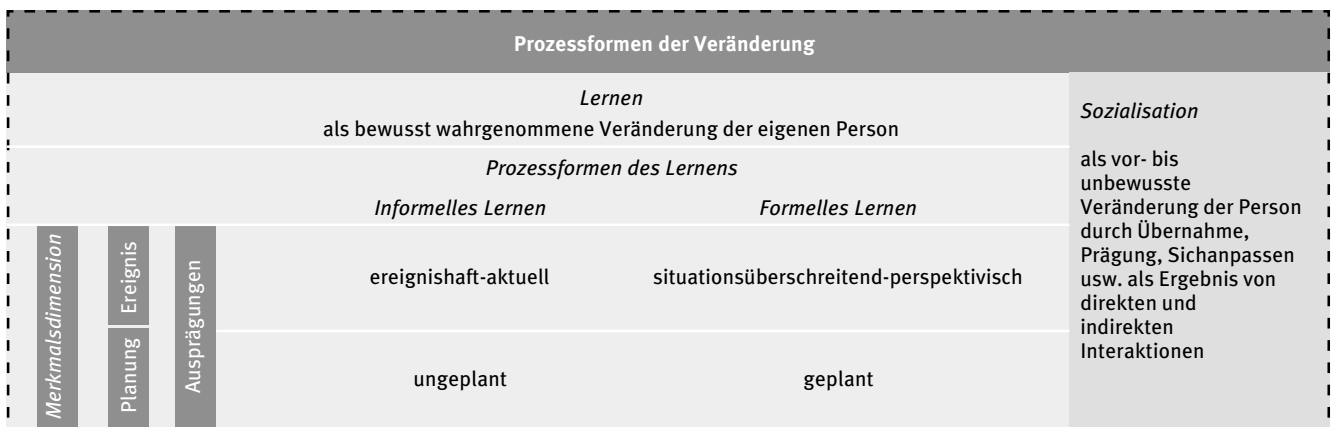 Prozessformen der Veränderung
Lernen
als bewusst wahrgenommene Veränderung der eigenen Person
Prozessformen des Lernens
Informelles Lernen
Formelles Lernen
Sozialisation
als vor- bis
unbewusste
Veränderung der Person
durch Übernahme,
Prägung, Sichanpassen
usw. als Ergebnis von
direkten und
indirekten
Interaktionen
Merkmalsdimension
Ereignis
Planung
Ausprägungen
ereignishaft-aktuell
situationsüberschreitend-perspektivisch
ungeplant
geplant